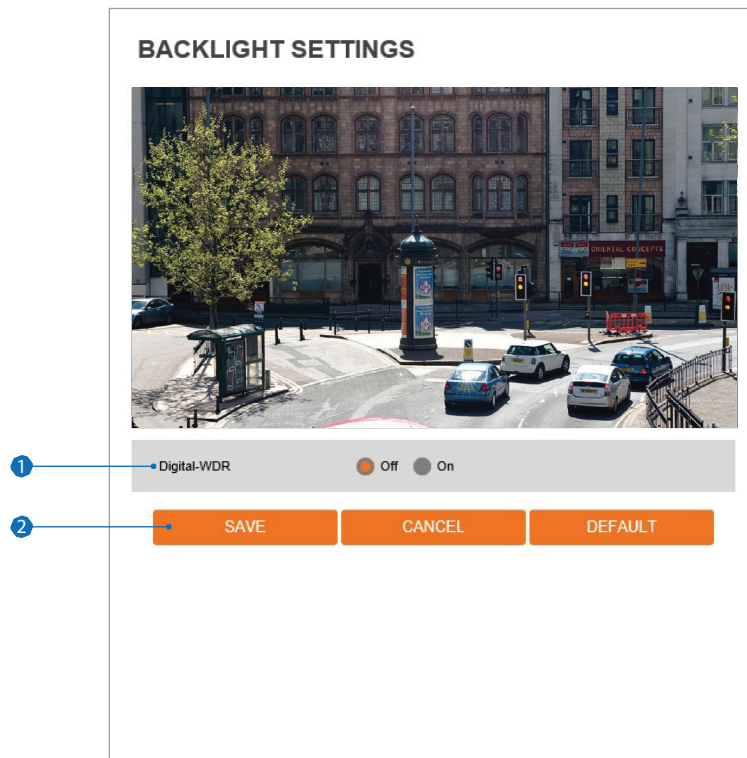 BACKLIGHT SETTINGS
ORIENTAL CONCEPTS
1 Digital-WDR Off On
2 SAVE CANCEL DEFAULT